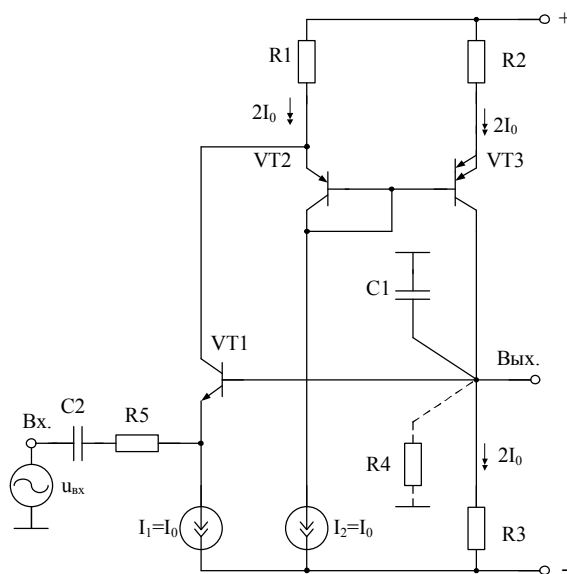 +
R1
R2
2I₀
2I₀
VT2
VT3
C1
VT1
Вых.
C2
Вх.
R5
R4
2I₀
uвх
I₁=I₀
I₂=I₀
R3
−